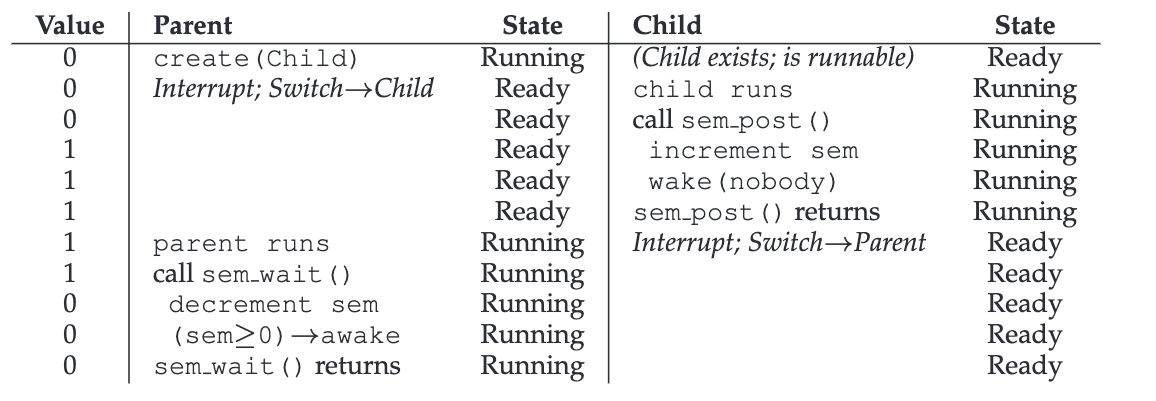 Value Parent State Child State
0 create(Child) Running (Child exists; is runnable) Ready
0 Interrupt; Switch→Child Ready child runs Running
0 Ready call sem_post() Running
1 Ready increment sem Running
1 Ready wake(nobody) Running
1 Ready sem_post() returns Running
1 parent runs Running Interrupt; Switch→Parent Ready
1 call sem_wait() Running Ready
0 decrement sem Running Ready
0 (sem≥0)→awake Running Ready
0 sem_wait() returns Running Ready